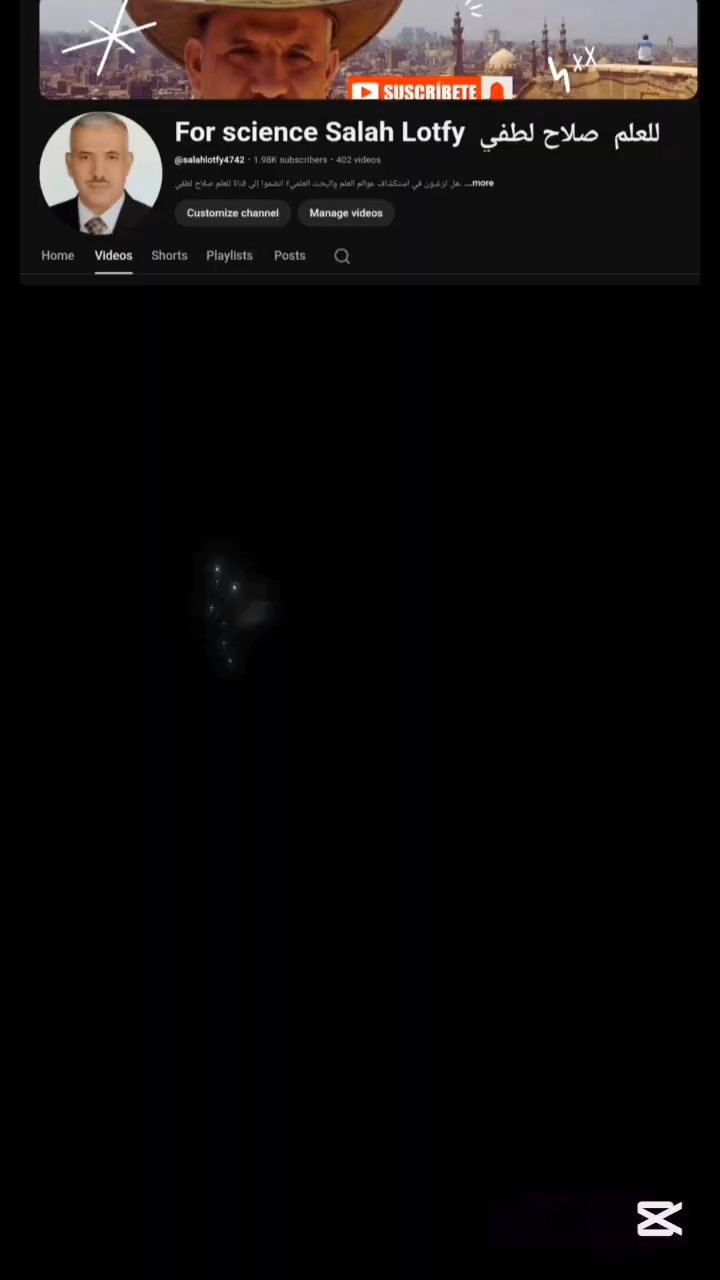 SUSCRÍBETE
For science Salah Lotfy للعلم صلاح لطفي
@salahlotfy4742 · 1.98K subscribers · 402 videos
هل ترغبون في استكشاف عوالم العلم والبحث العلمي؟ انضموا إلى قناة للعلم صلاح لطفي. ...more
Customize channel Manage videos
Home Videos Shorts Playlists Posts